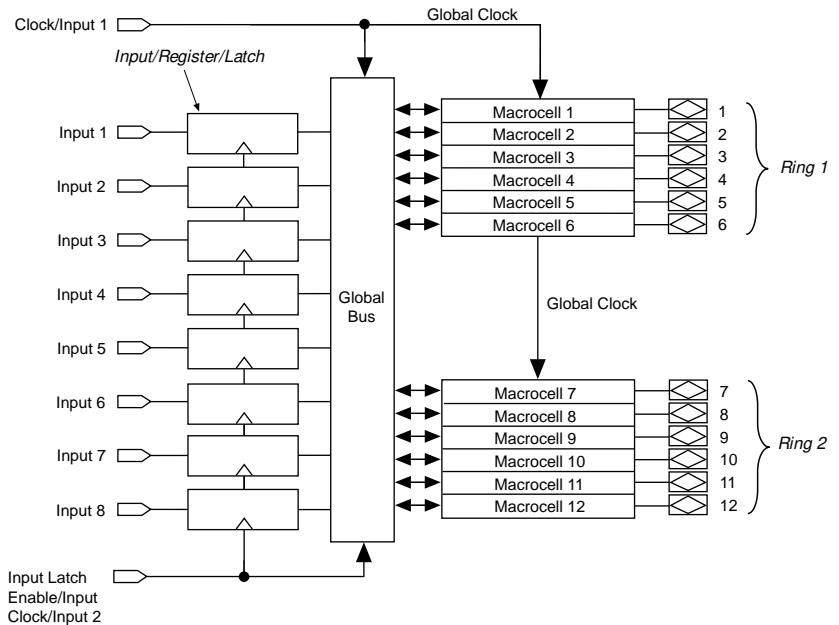 Clock/Input 1
Global Clock
Input/Register/Latch
Input 1
Input 2
Input 3
Input 4
Input 5
Input 6
Input 7
Input 8
Input Latch
Enable/Input
Clock/Input 2
Global
Bus
Macrocell 1
Macrocell 2
Macrocell 3
Macrocell 4
Macrocell 5
Macrocell 6
1
2
3
4
5
6
Ring 1
Global Clock
Macrocell 7
Macrocell 8
Macrocell 9
Macrocell 10
Macrocell 11
Macrocell 12
7
8
9
10
11
12
Ring 2